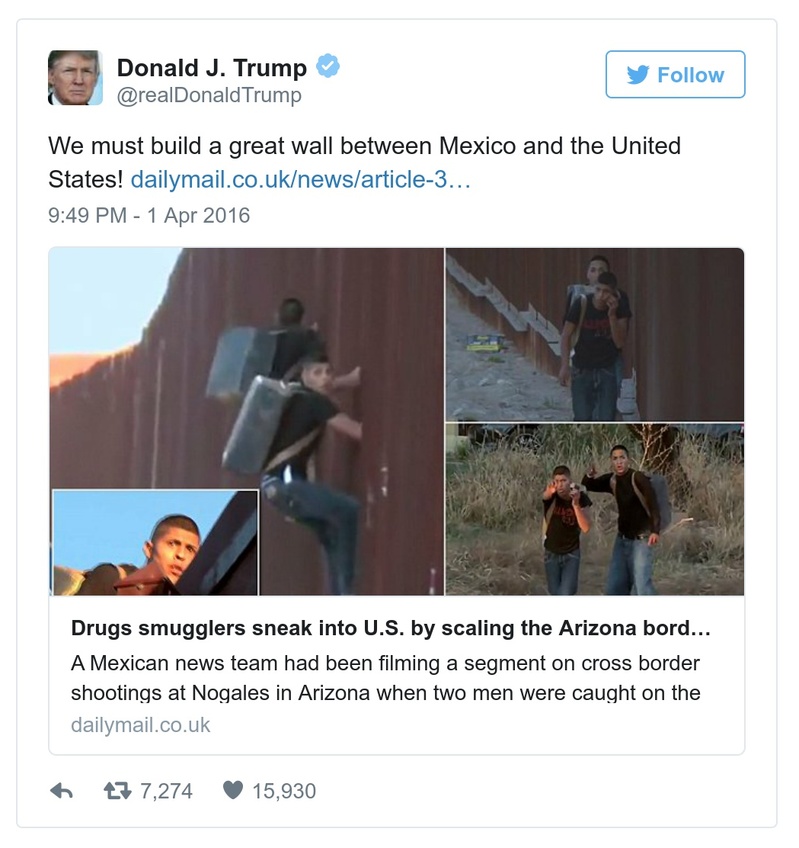 Donald J. Trump
@realDonaldTrump
Follow
We must build a great wall between Mexico and the United
States! dailymail.co.uk/news/article-3…
9:49 PM - 1 Apr 2016
Drugs smugglers sneak into U.S. by scaling the Arizona bord…
A Mexican news team had been filming a segment on cross border
shootings at Nogales in Arizona when two men were caught on the
dailymail.co.uk
7,274
15,930